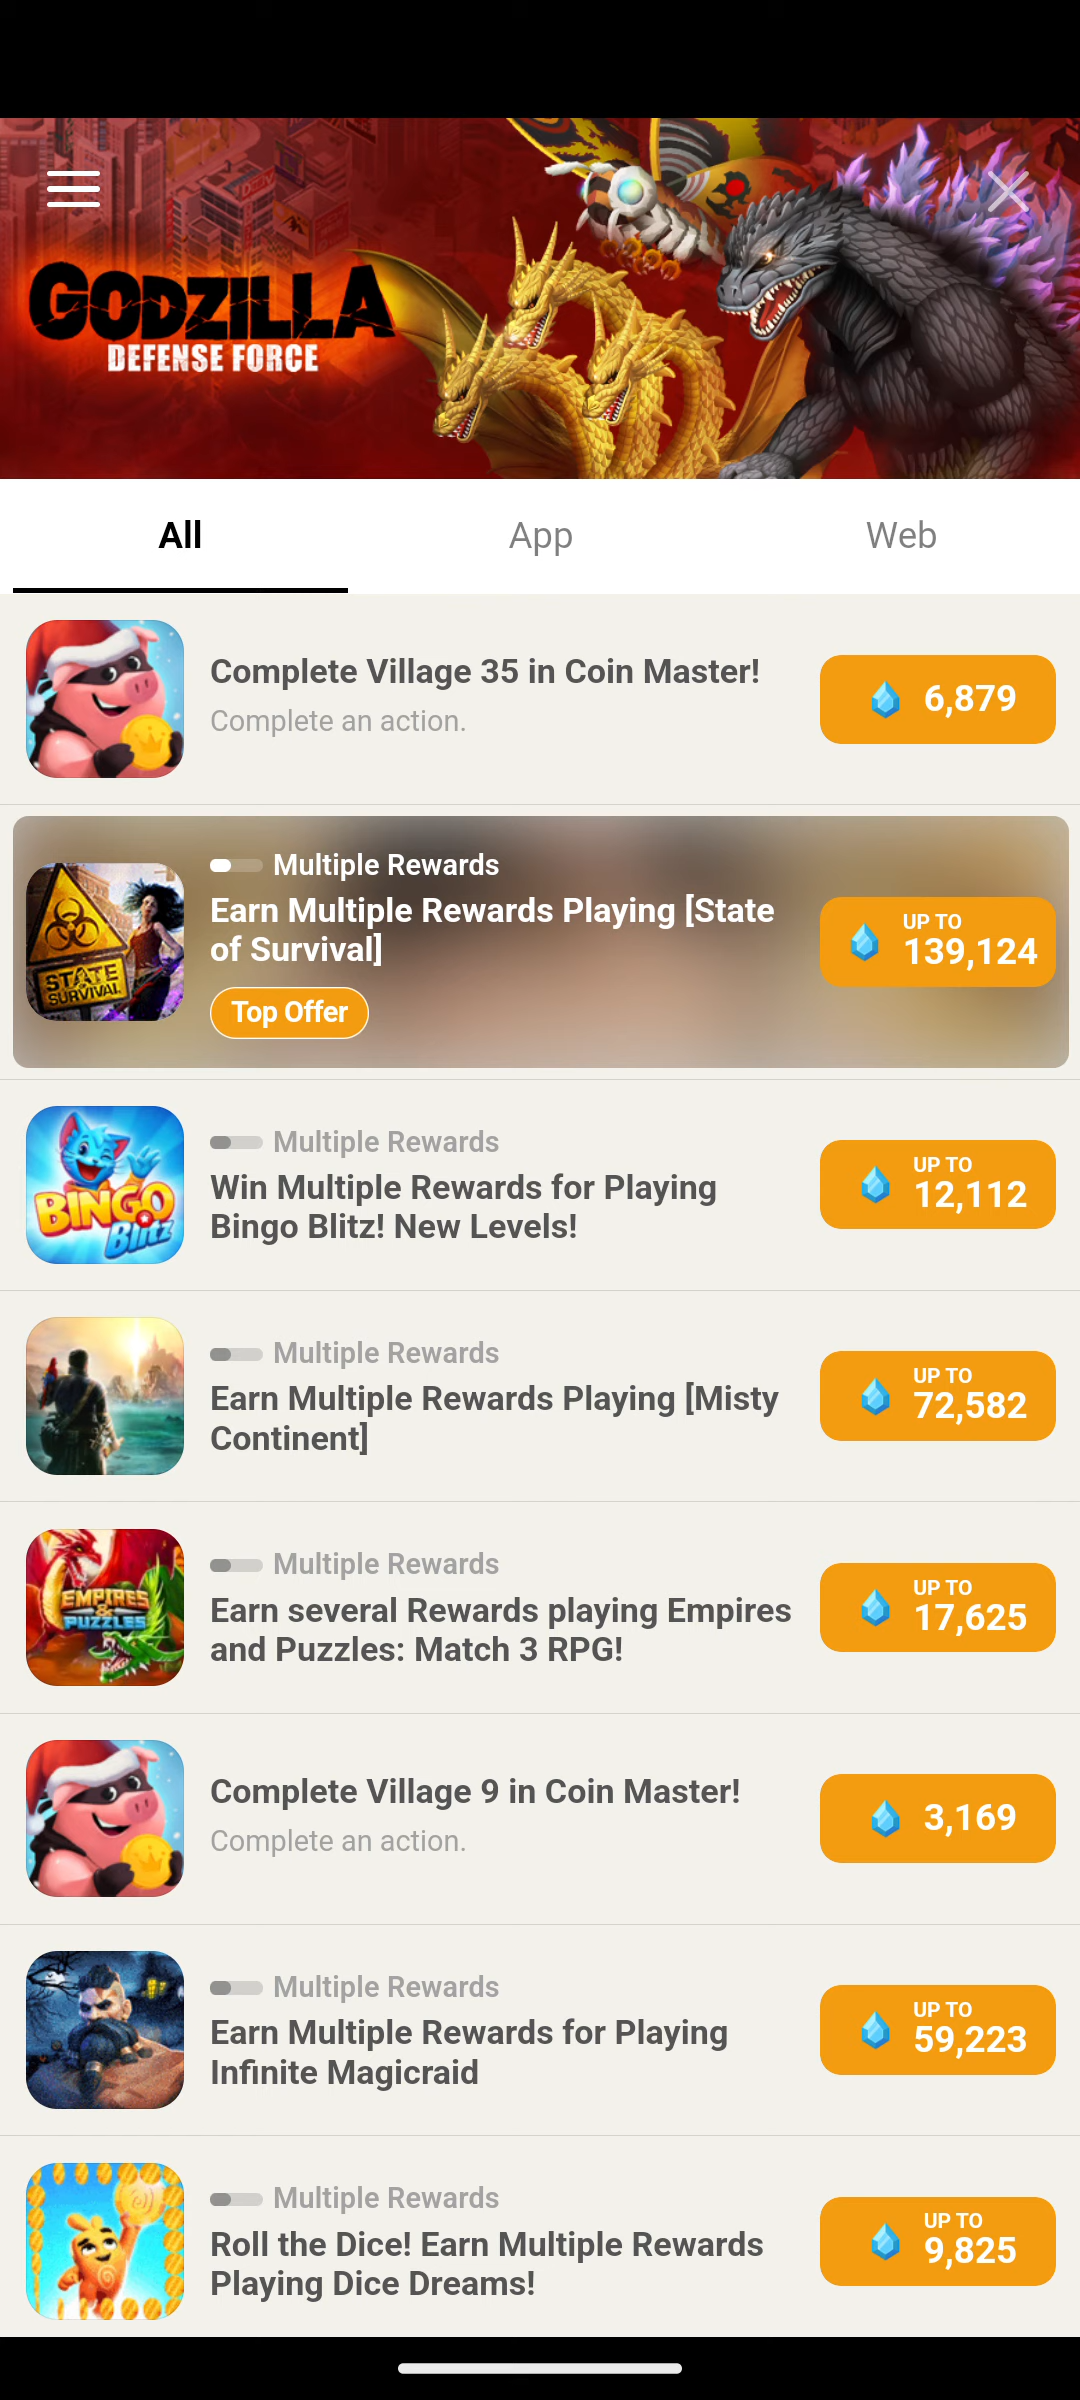 GODZILLA
DEFENSE FORCE
All
App
Web
Complete Village 35 in Coin Master!
Complete an action.
6,879
STATE
OF
SURVIVAL
Multiple Rewards
Earn Multiple Rewards Playing [State
of Survival]
Top Offer
UP TO
139,124
BINGO
Blitz
Multiple Rewards
Win Multiple Rewards for Playing
Bingo Blitz! New Levels!
UP TO
12,112
Multiple Rewards
Earn Multiple Rewards Playing [Misty
Continent]
UP TO
72,582
EMPIRES
&
PUZZLES
Multiple Rewards
Earn several Rewards playing Empires
and Puzzles: Match 3 RPG!
UP TO
17,625
Complete Village 9 in Coin Master!
Complete an action.
3,169
Multiple Rewards
Earn Multiple Rewards for Playing
Infinite Magicraid
UP TO
59,223
Multiple Rewards
Roll the Dice! Earn Multiple Rewards
Playing Dice Dreams!
UP TO
9,825